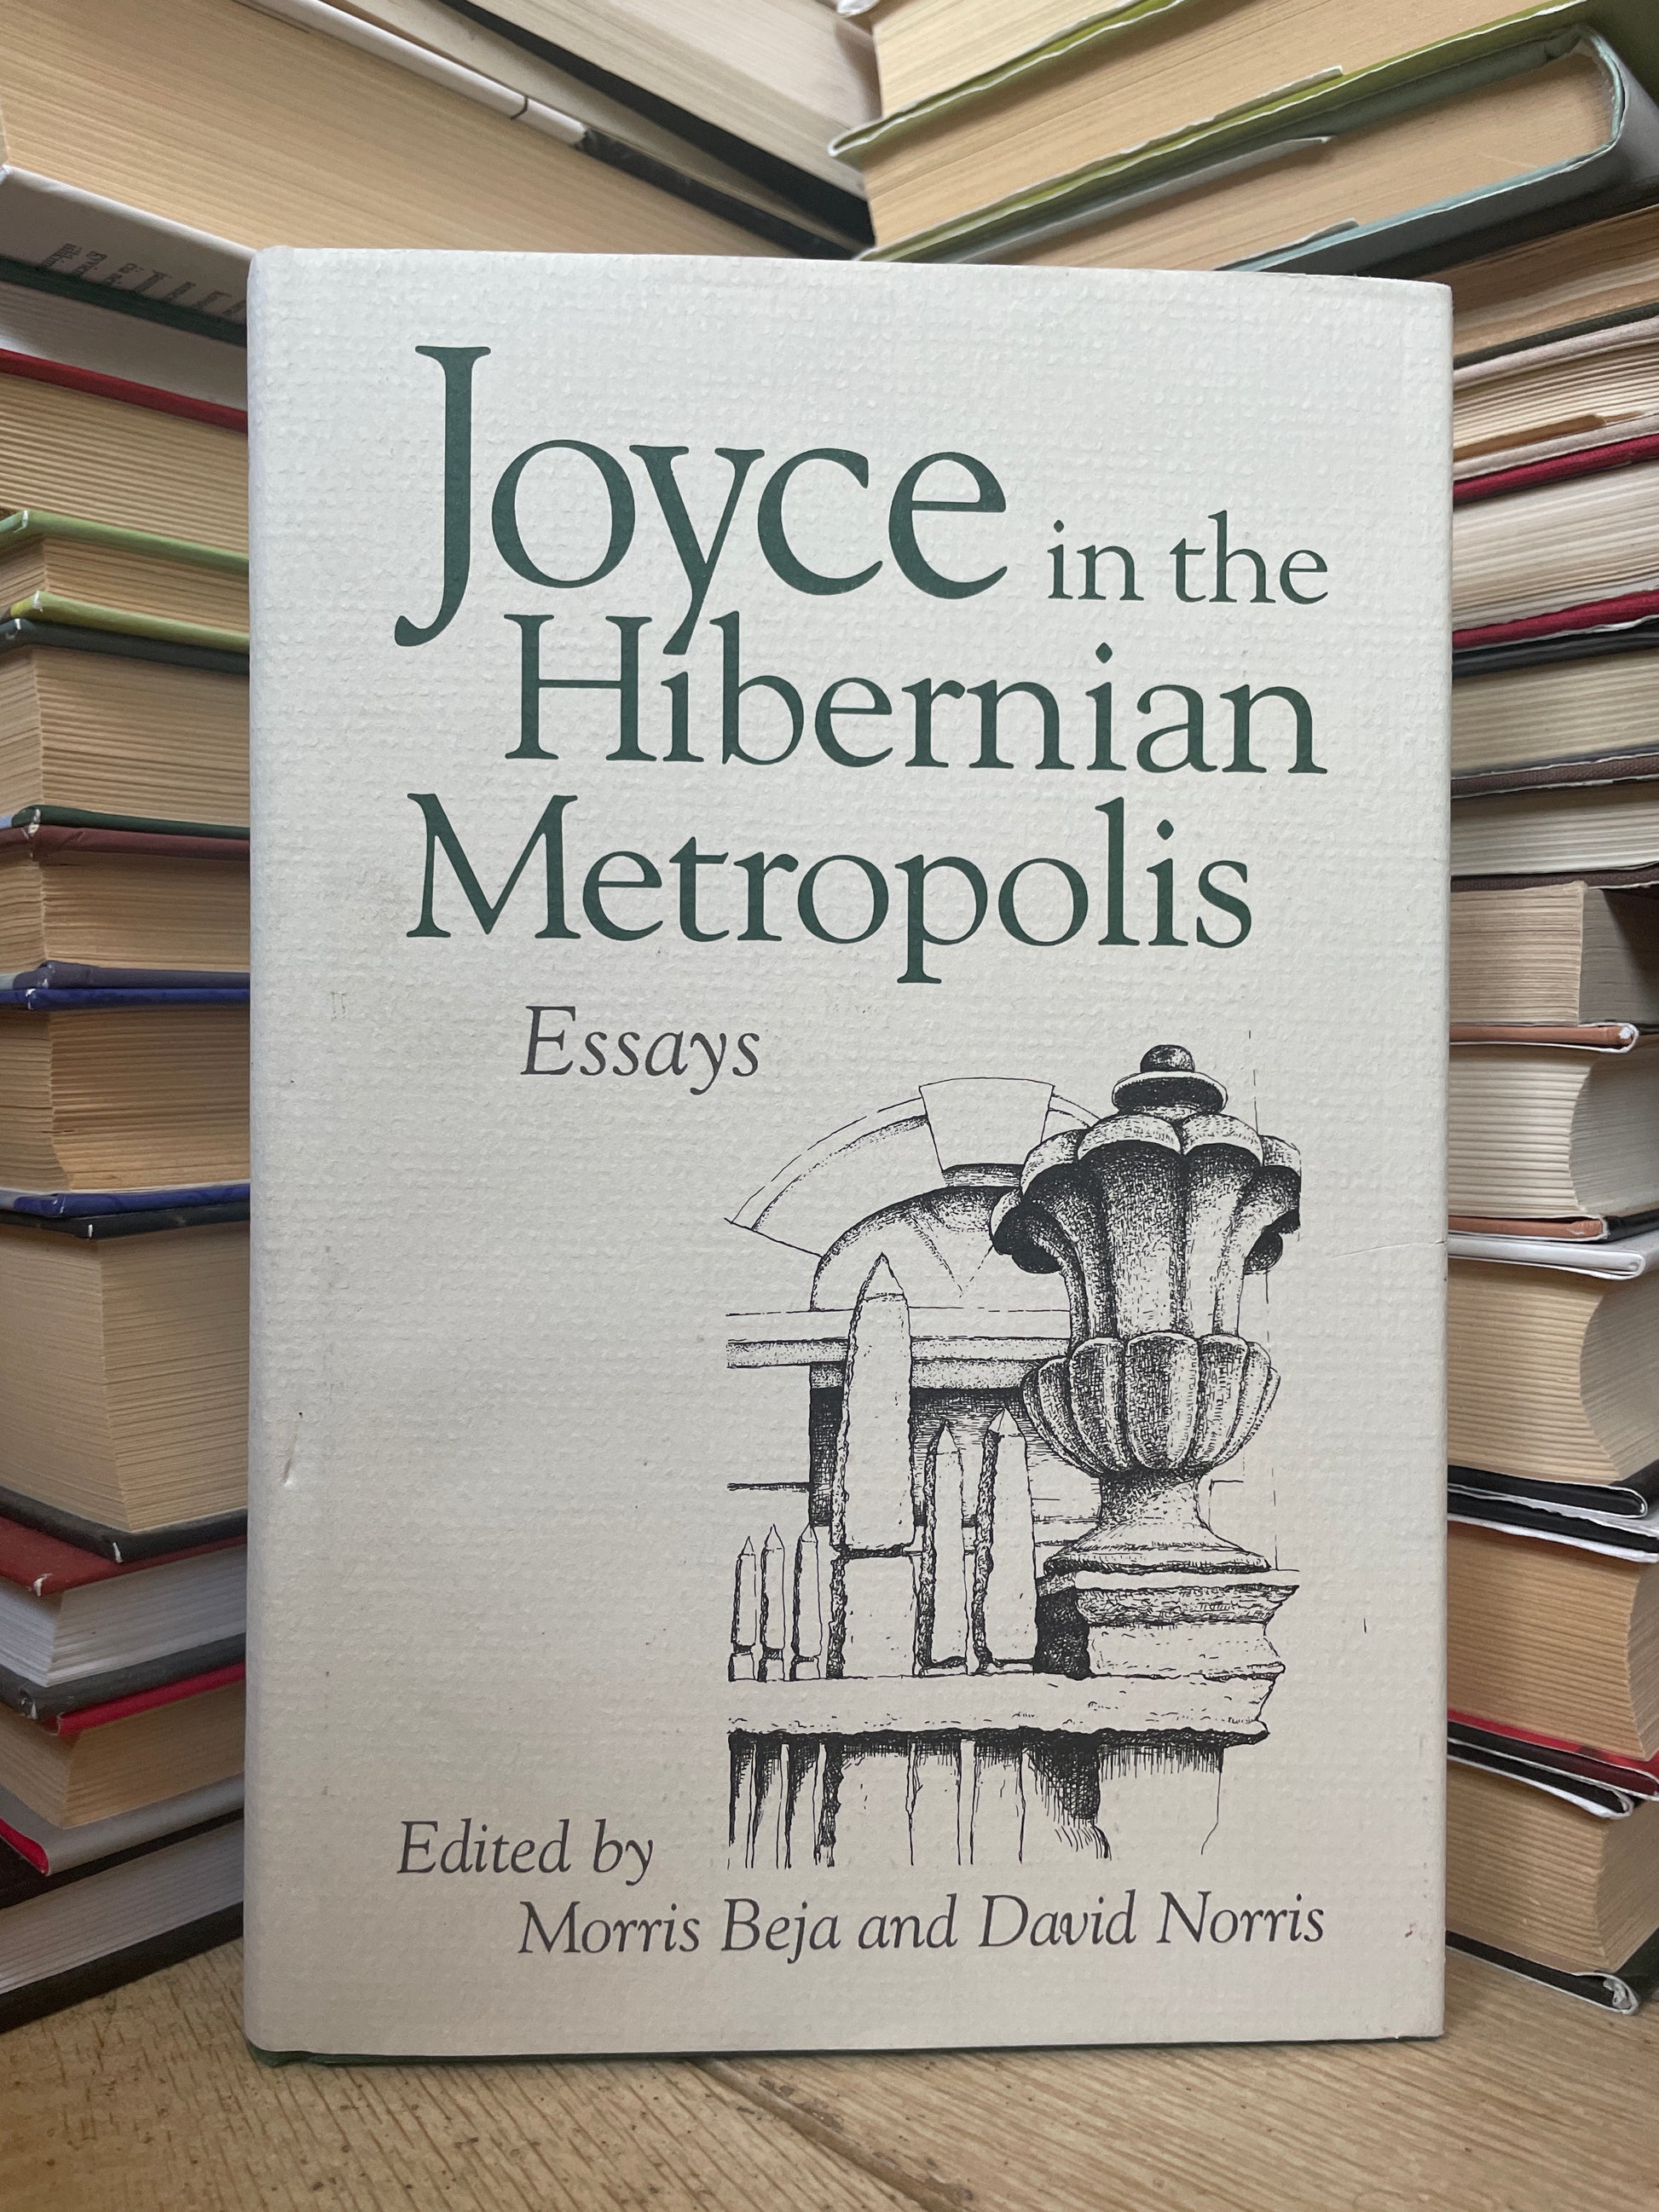 Joyce in the
Hibernian
Metropolis
Essays
Edited by
Morris Beja and David Norris